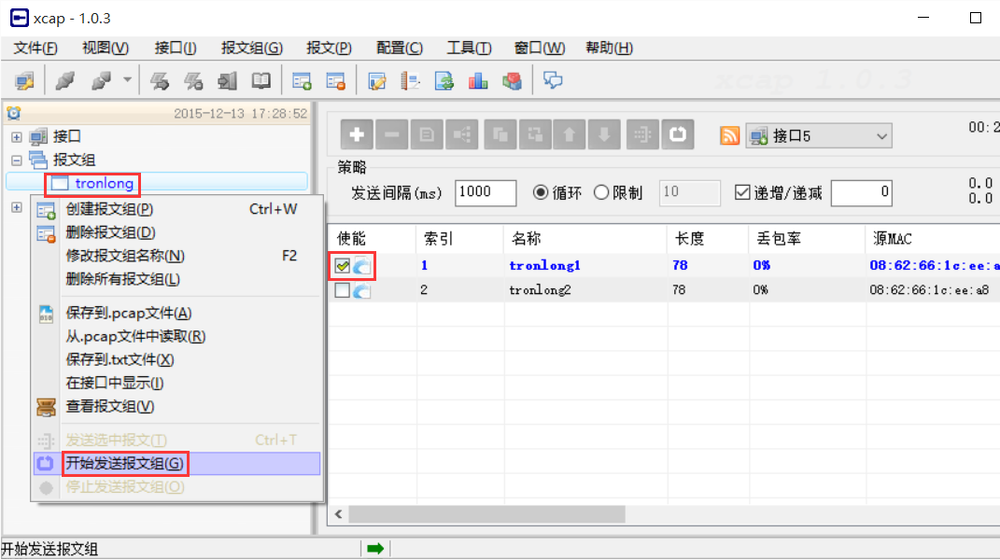 xcap - 1.0.3
文件(F) 视图(V) 接口(I) 报文组(G) 报文(P) 配置(C) 工具(T) 窗口(W) 帮助(H)
xcap 1.0.3
2015-12-13 17:28:52
接口
报文组
tronlong
创建报文组(P) Ctrl+W
删除报文组(D)
修改报文组名称(N) F2
删除所有报文组(L)
保存到.pcap文件(A)
从.pcap文件中读取(R)
保存到.txt文件(X)
在接口中显示(I)
查看报文组(V)
发送选中报文(T) Ctrl+T
开始发送报文组(G)
停止发送报文组(O)
接口5 00:2
策略
发送间隔(ms) 1000 循环 限制 10 递增/递减 0
0.0
0.0
使能 索引 名称 长度 丢包率 源MAC
1 tronlong1 78 0% 08:62:66:1c:ee:a
2 tronlong2 78 0% 08:62:66:1c:ee:a8
开始发送报文组